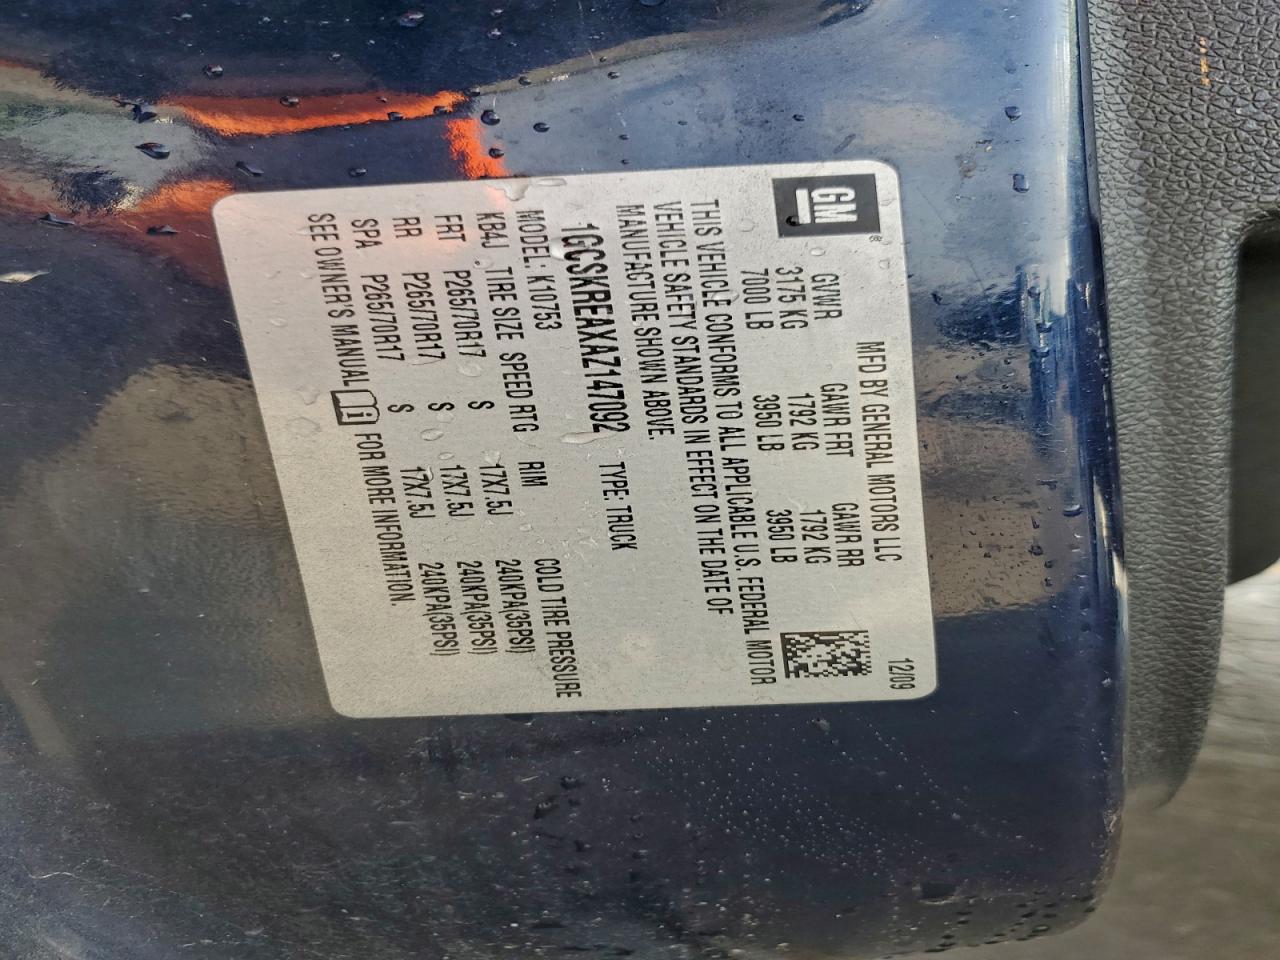 GM
MFD BY GENERAL MOTORS LLC 12/09
GVWR GAWR FRT GAWR RR
3175 KG 1792 KG 1792 KG
7000 LB 3950 LB 3950 LB
THIS VEHICLE CONFORMS TO ALL APPLICABLE U.S. FEDERAL MOTOR
VEHICLE SAFETY STANDARDS IN EFFECT ON THE DATE OF
MANUFACTURE SHOWN ABOVE.
1GCSKREAXAZ147092 TYPE: TRUCK
MODEL: K10753
KB4J TIRE SIZE SPEED RTG RIM COLD TIRE PRESSURE
FRT P265/70R17 S 17X7.5J 240KPA(35PSI)
RR P265/70R17 S 17X7.5J 240KPA(35PSI)
SPA P265/70R17 S 17X7.5J 240KPA(35PSI)
SEE OWNER'S MANUAL FOR MORE INFORMATION.